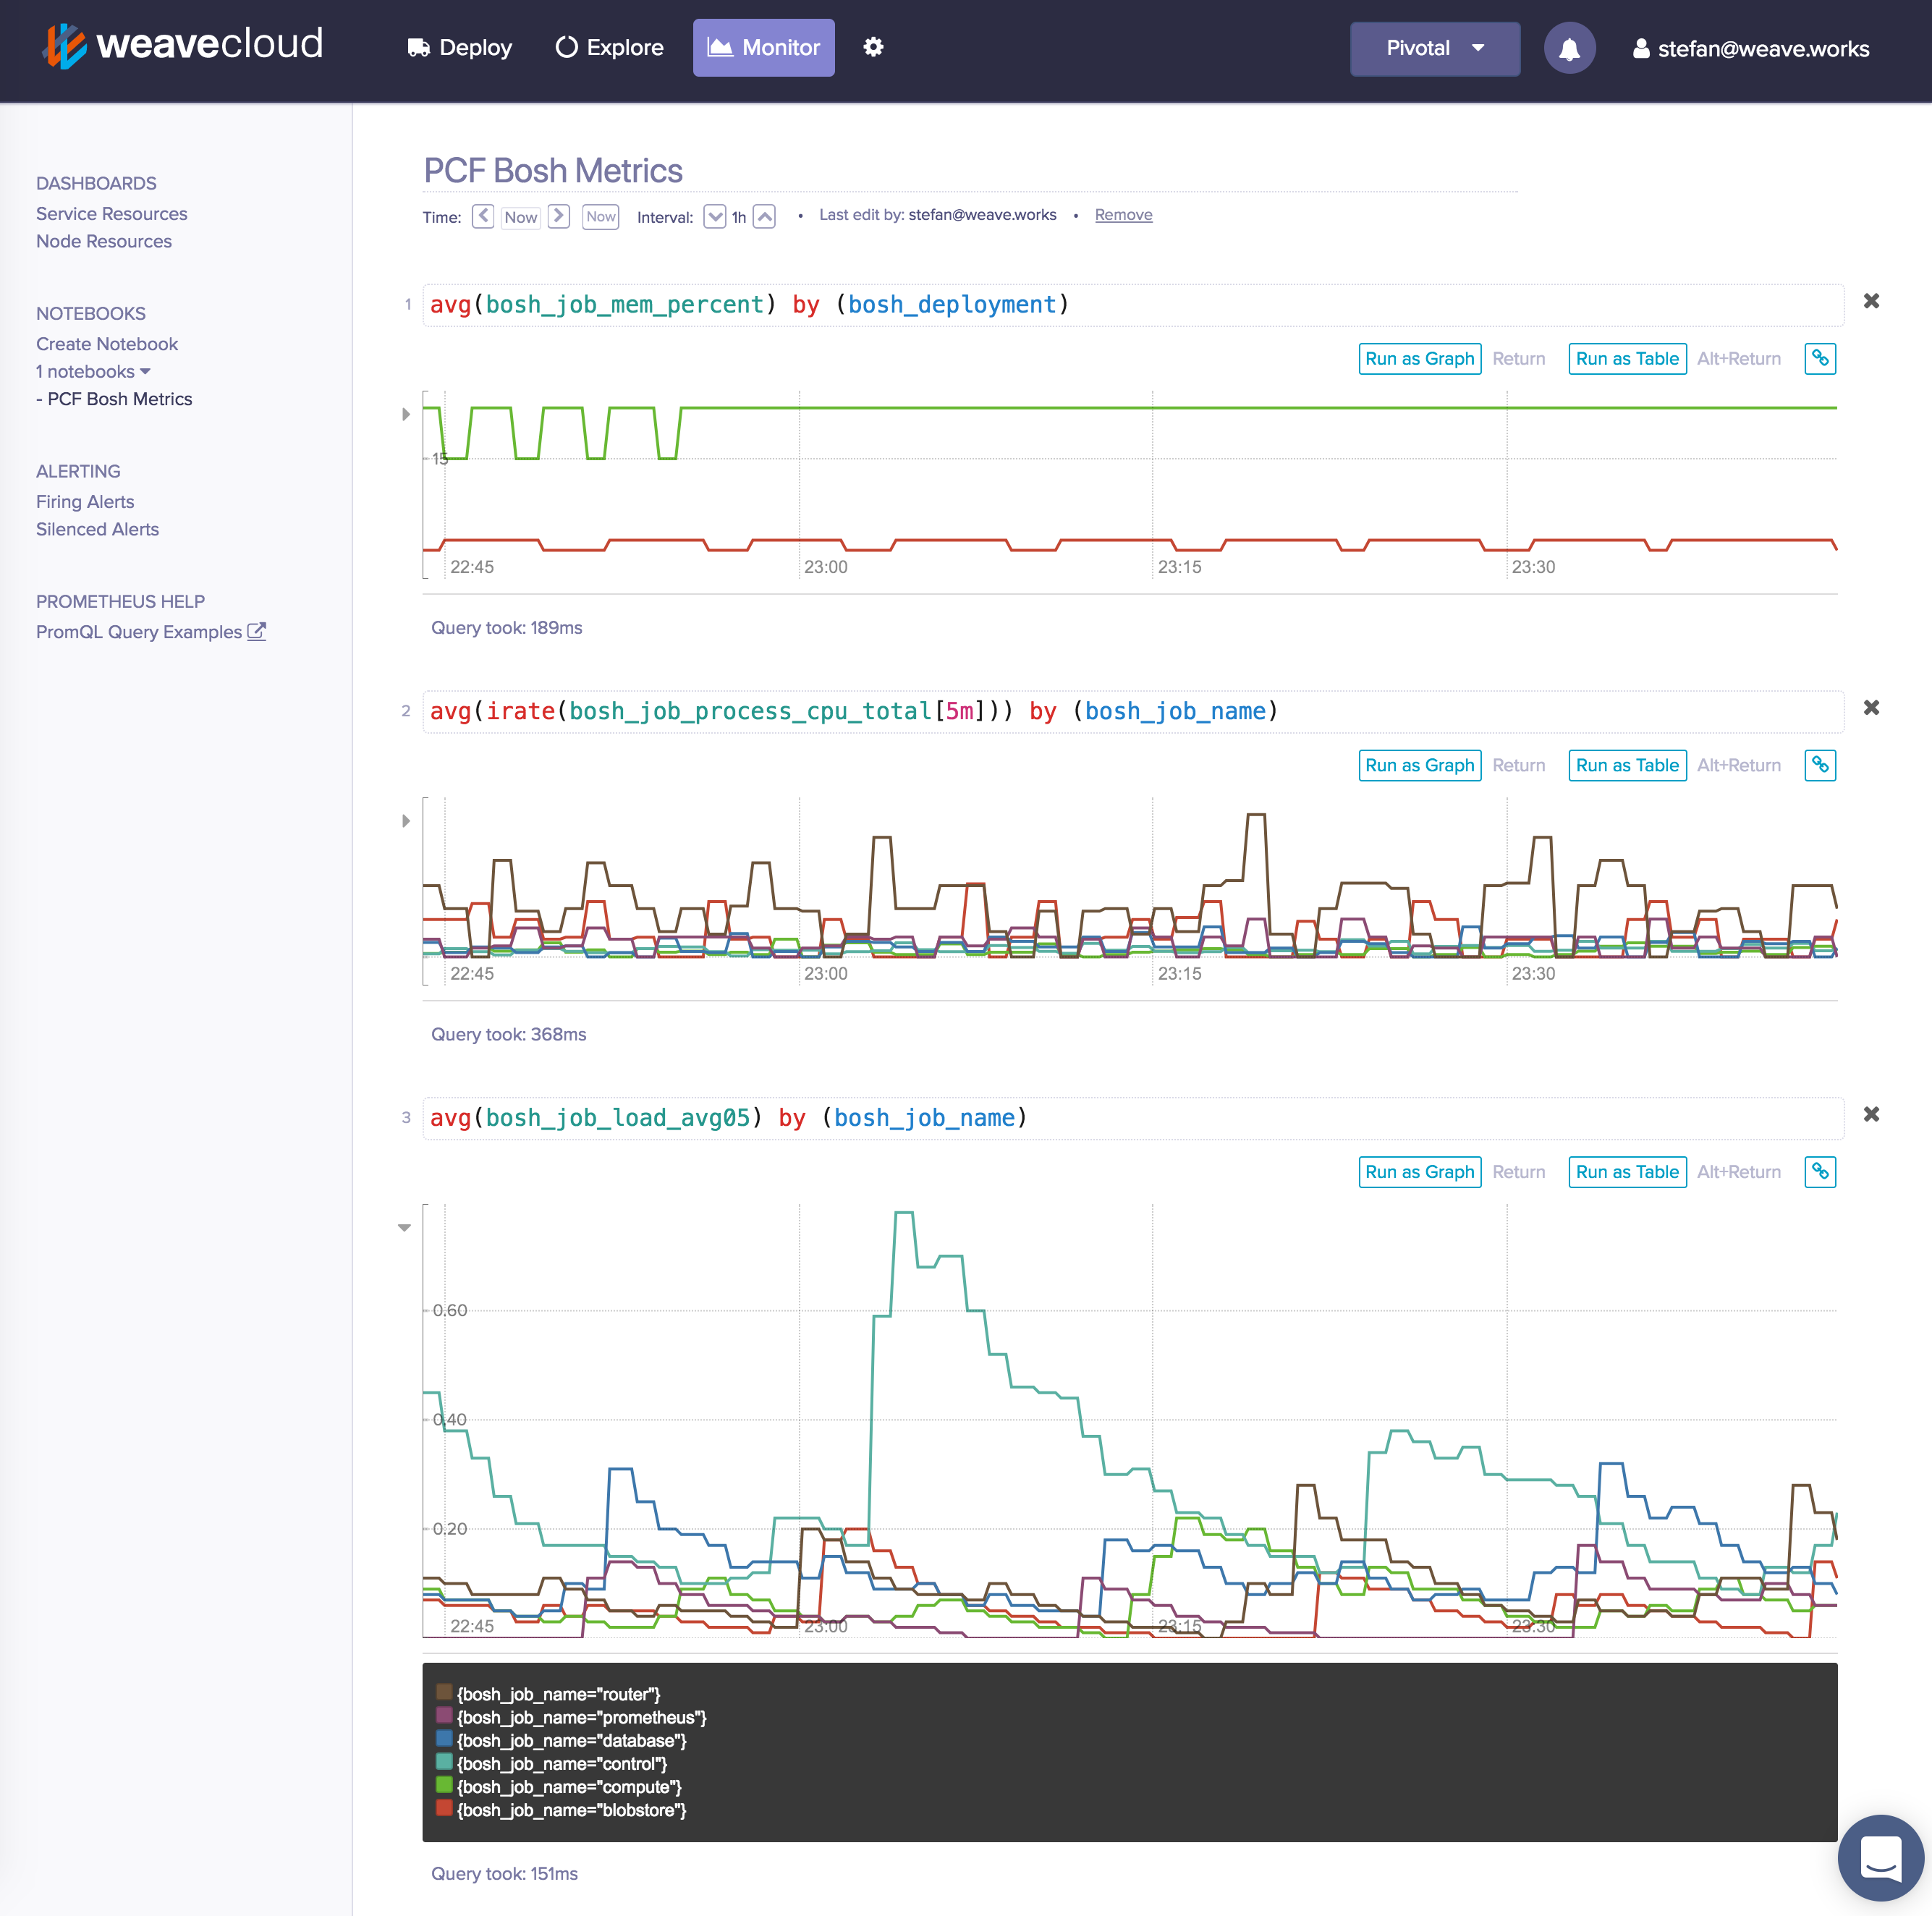 weavecloud Deploy Explore Monitor Pivotal stefan@weave.works
DASHBOARDS
Service Resources
Node Resources
NOTEBOOKS
Create Notebook
1 notebooks
- PCF Bosh Metrics
ALERTING
Firing Alerts
Silenced Alerts
PROMETHEUS HELP
PromQL Query Examples
PCF Bosh Metrics
Time: Now Now Interval: 1h • Last edit by: stefan@weave.works • Remove
1 avg(bosh_job_mem_percent) by (bosh_deployment)
Run as Graph Return Run as Table Alt+Return
15
22:45 23:00 23:15 23:30
Query took: 189ms
2 avg(irate(bosh_job_process_cpu_total[5m])) by (bosh_job_name)
Run as Graph Return Run as Table Alt+Return
22:45 23:00 23:15 23:30
Query took: 368ms
3 avg(bosh_job_load_avg05) by (bosh_job_name)
Run as Graph Return Run as Table Alt+Return
0.60
0.40
0.20
22:45 23:00 23:15 23:30
{bosh_job_name="router"}
{bosh_job_name="prometheus"}
{bosh_job_name="database"}
{bosh_job_name="control"}
{bosh_job_name="compute"}
{bosh_job_name="blobstore"}
Query took: 151ms